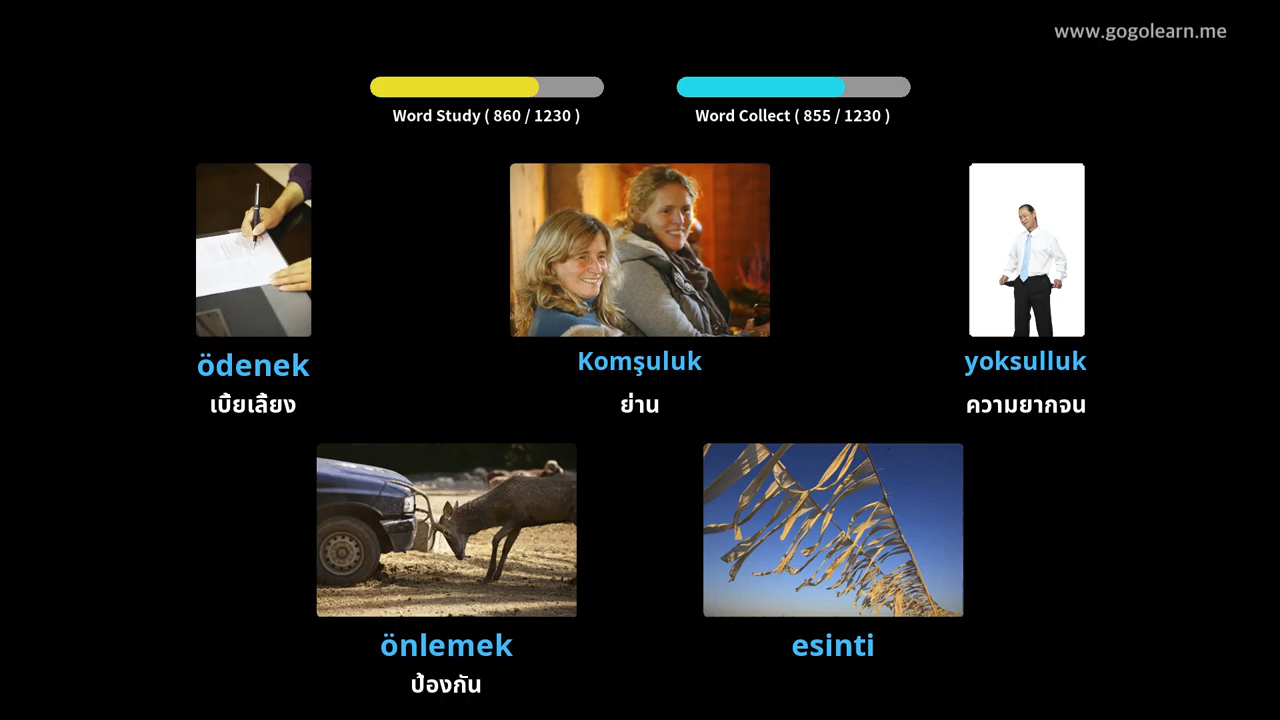 www.gogolearn.me
Word Study ( 860 / 1230 )
Word Collect ( 855 / 1230 )
ödenek
เบี้ยเลี้ยง
Komşuluk
ย่าน
yoksulluk
ความยากจน
önlemek
ป้องกัน
esinti